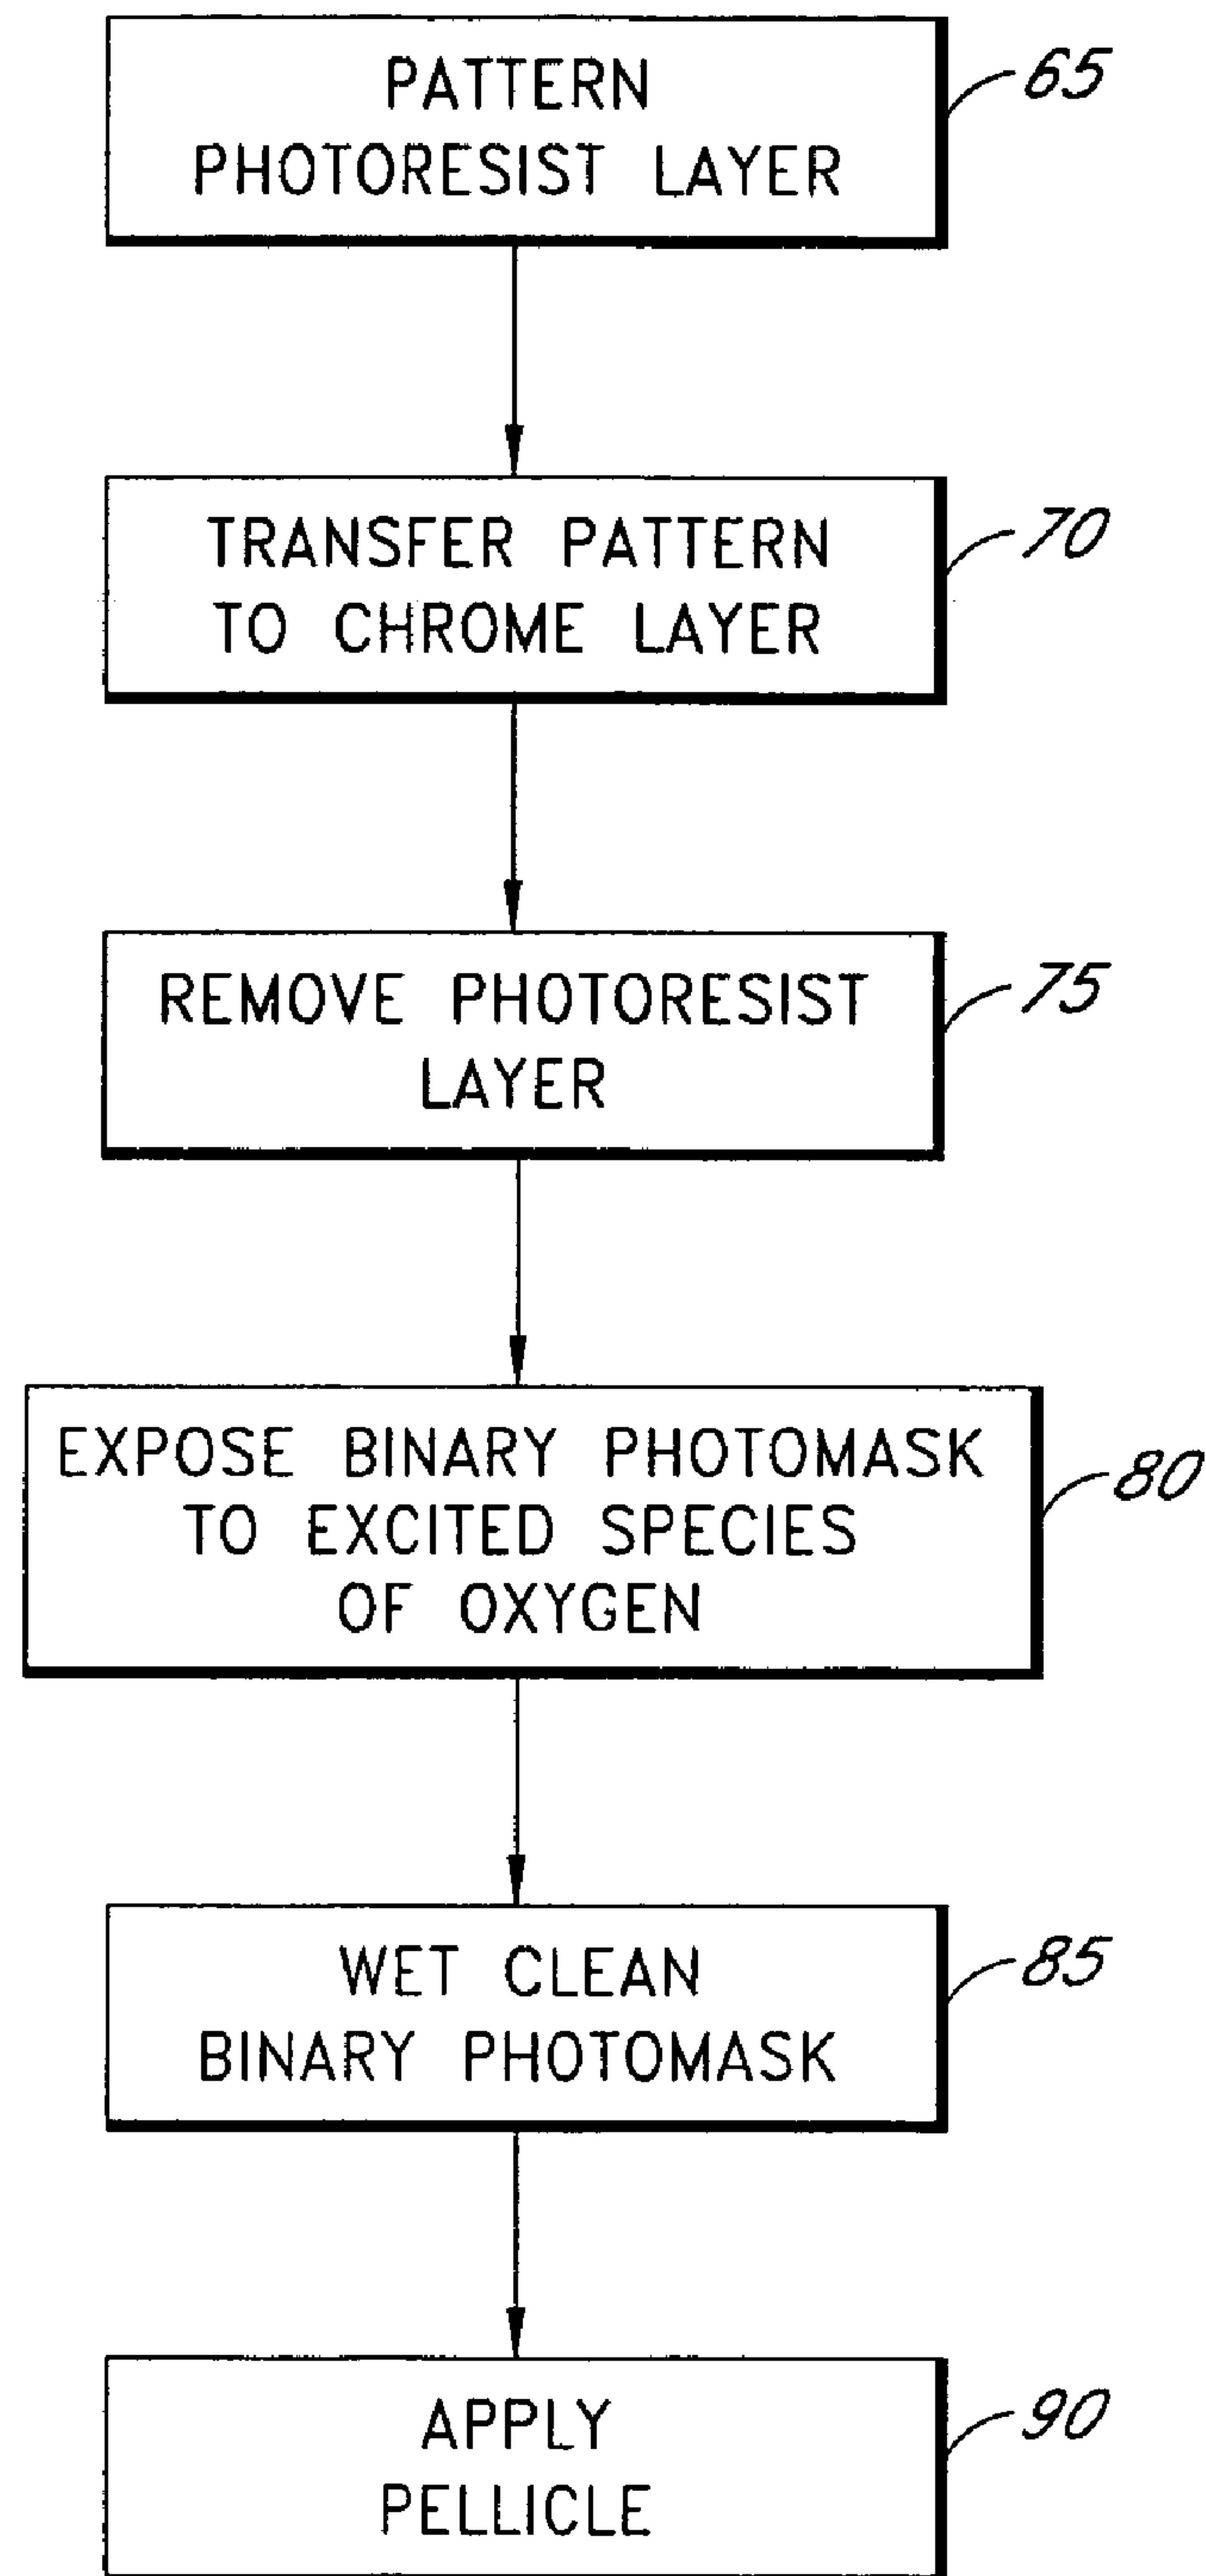 PATTERN
PHOTORESIST LAYER
65
TRANSFER PATTERN
TO CHROME LAYER
70
REMOVE PHOTORESIST
LAYER
75
EXPOSE BINARY PHOTOMASK
TO EXCITED SPECIES
OF OXYGEN
80
WET CLEAN
BINARY PHOTOMASK
85
APPLY
PELLICLE
90